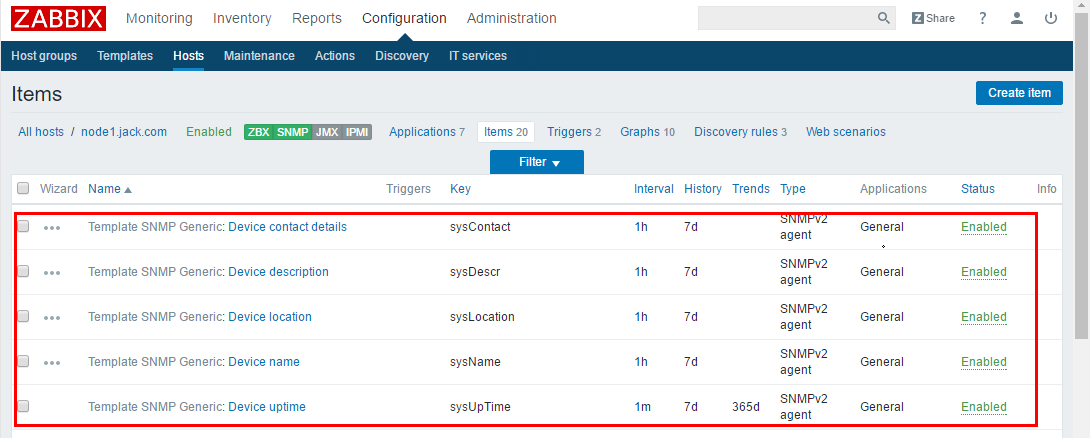 ZABBIX Monitoring Inventory Reports Configuration Administration Z Share ?
Host groups Templates Hosts Maintenance Actions Discovery IT services
Items Create item
All hosts / node1.jack.com Enabled ZBX SNMP JMX IPMI Applications 7 Items 20 Triggers 2 Graphs 10 Discovery rules 3 Web scenarios
Filter
Wizard Name Triggers Key Interval History Trends Type Applications Status Info
Template SNMP Generic: Device contact details sysContact 1h 7d SNMPv2 agent General Enabled
Template SNMP Generic: Device description sysDescr 1h 7d SNMPv2 agent General Enabled
Template SNMP Generic: Device location sysLocation 1h 7d SNMPv2 agent General Enabled
Template SNMP Generic: Device name sysName 1h 7d SNMPv2 agent General Enabled
Template SNMP Generic: Device uptime sysUpTime 1m 7d 365d SNMPv2 agent General Enabled